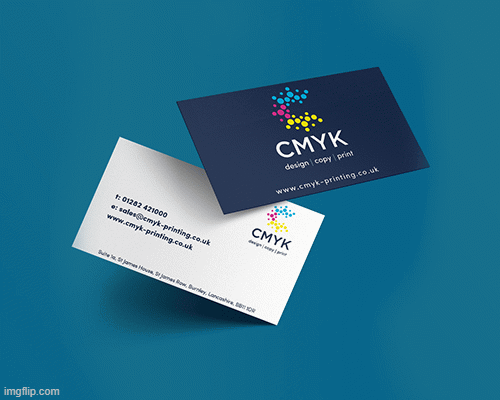 CMYK
design | copy | print
www.cmyk-printing.co.uk
t: 01282 421000
e: sales@cmyk-printing.co.uk
www.cmyk-printing.co.uk
CMYK
design | copy | print
Suite 1a, St James House, St James Row, Burnley, Lancashire, BB11 1DR
imgflip.com